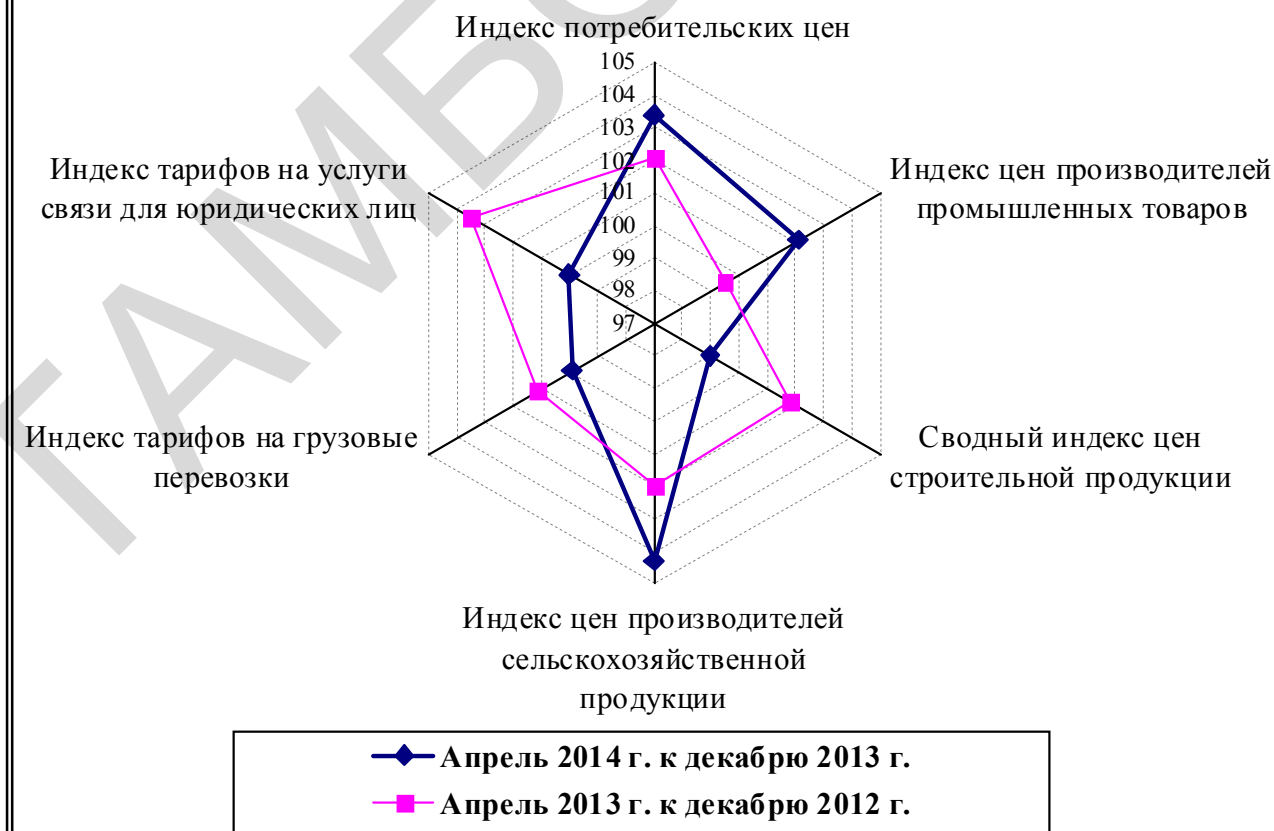 Индекс потребительских цен
105
104
103
102
101
100
99
98
97
Индекс тарифов на услуги
связи для юридических лиц
Индекс цен производителей
промышленных товаров
Индекс тарифов на грузовые
перевозки
Сводный индекс цен
строительной продукции
Индекс цен производителей
сельскохозяйственной
продукции
Апрель 2014 г. к декабрю 2013 г.
Апрель 2013 г. к декабрю 2012 г.
ТАМБ